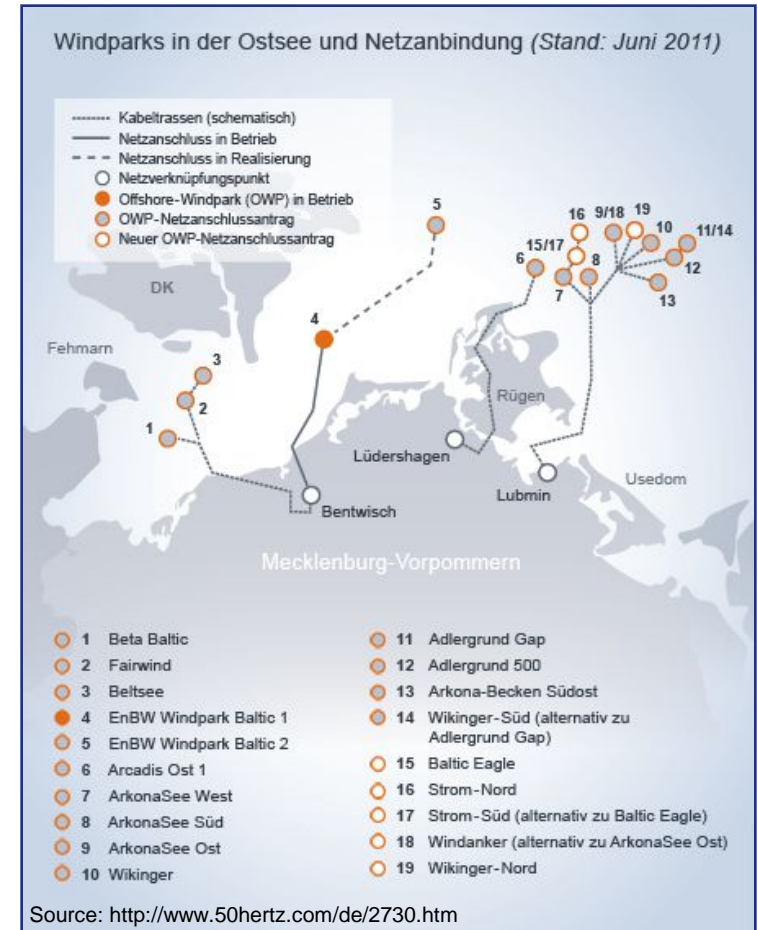 Windparks in der Ostsee und Netzanbindung (Stand: Juni 2011)
Kabeltrassen (schematisch)
Netzanschluss in Betrieb
Netzanschluss in Realisierung
Netzverknüpfungspunkt
Offshore-Windpark (OWP) in Betrieb
OWP-Netzanschlussantrag
Neuer OWP-Netzanschlussantrag
5
16
9/18
19
10
11/14
15/17
6
7
8
12
13
DK
4
Fehmarn
3
2
1
Rügen
Lüdershagen
Lubmin
Usedom
Bentwisch
Mecklenburg-Vorpommern
1 Beta Baltic
2 Fairwind
3 Beltsee
4 EnBW Windpark Baltic 1
5 EnBW Windpark Baltic 2
6 Arcadis Ost 1
7 ArkonaSee West
8 ArkonaSee Süd
9 ArkonaSee Ost
10 Wikinger
11 Adlergrund Gap
12 Adlergrund 500
13 Arkona-Becken Südost
14 Wikinger-Süd (alternativ zu
Adlergrund Gap)
15 Baltic Eagle
16 Strom-Nord
17 Strom-Süd (alternativ zu Baltic Eagle)
18 Windanker (alternativ zu ArkonaSee Ost)
19 Wikinger-Nord
Source: http://www.50hertz.com/de/2730.htm